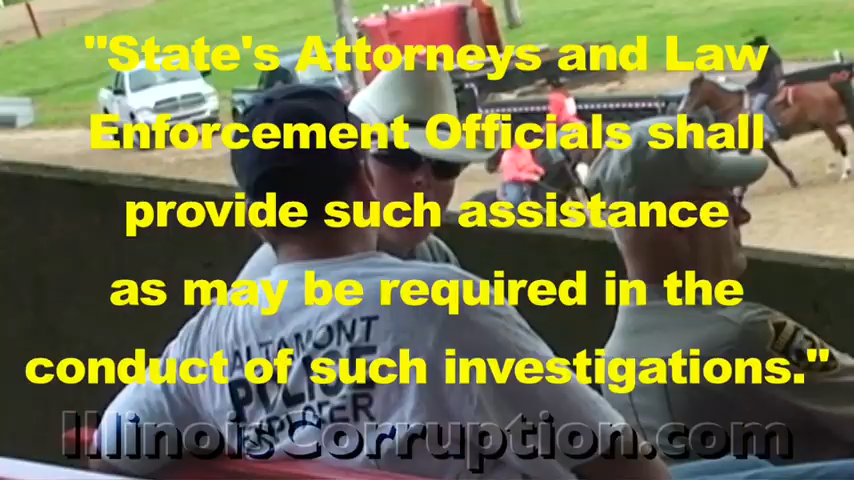 "State's Attorneys and Law
Enforcement Officials shall
provide such assistance
as may be required in the
conduct of such investigations."
ALTAMONT
POLICE
IllinoisCorruption.com